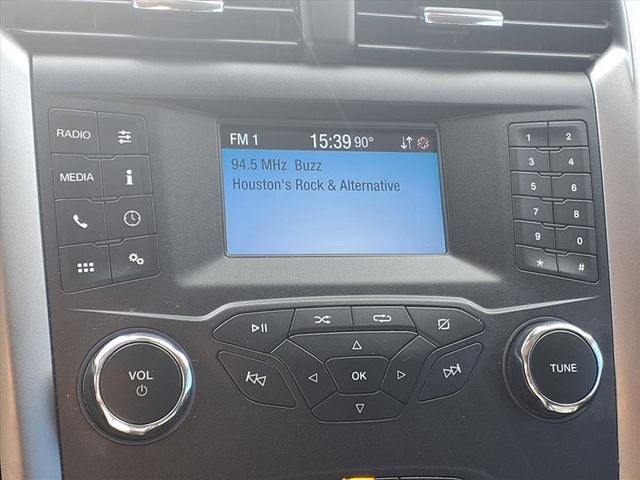 FM 1 15:39 90°
94.5 MHz Buzz
Houston's Rock & Alternative
RADIO
MEDIA i
1 2
3 4
5 6
7 8
9 0
* #
VOL
OK
TUNE